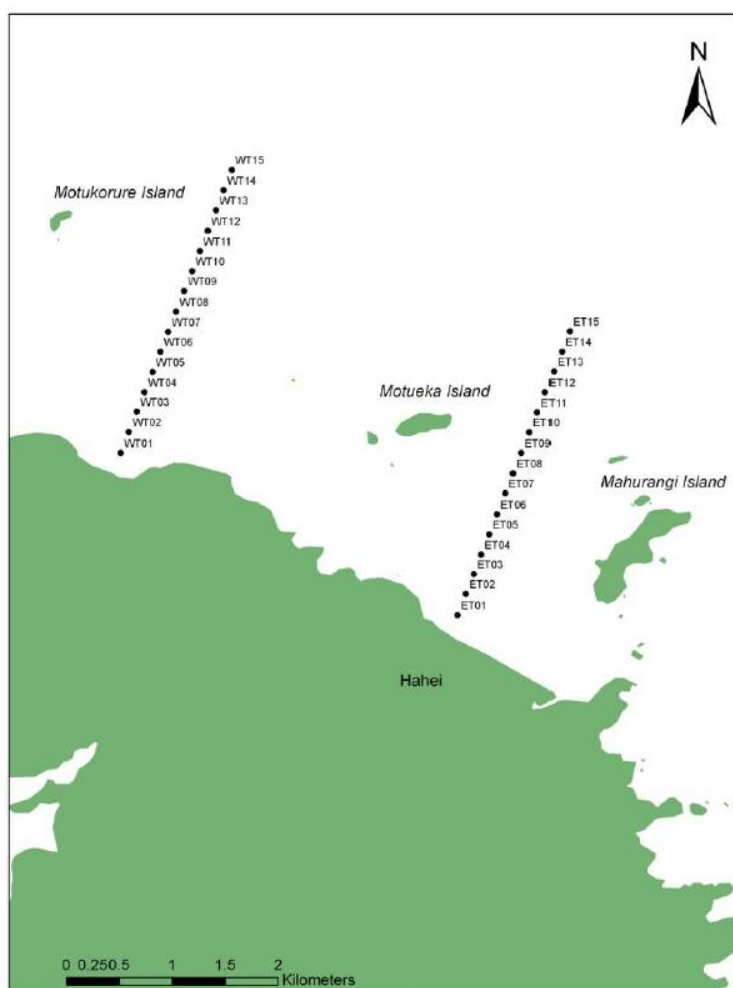 N
WT15
Motukorure Island
WT14
WT13
WT12
WT11
WT10
WT09
WT08
WT07
WT06
WT05
WT04
WT03
WT02
WT01
ET15
ET14
ET13
ET12
Motueka Island
ET11
ET10
ET09
ET08
ET07
Mahurangi Island
ET06
ET05
ET04
ET03
ET02
ET01
Hahei
0 0.250.5 1 1.5 2
Kilometers